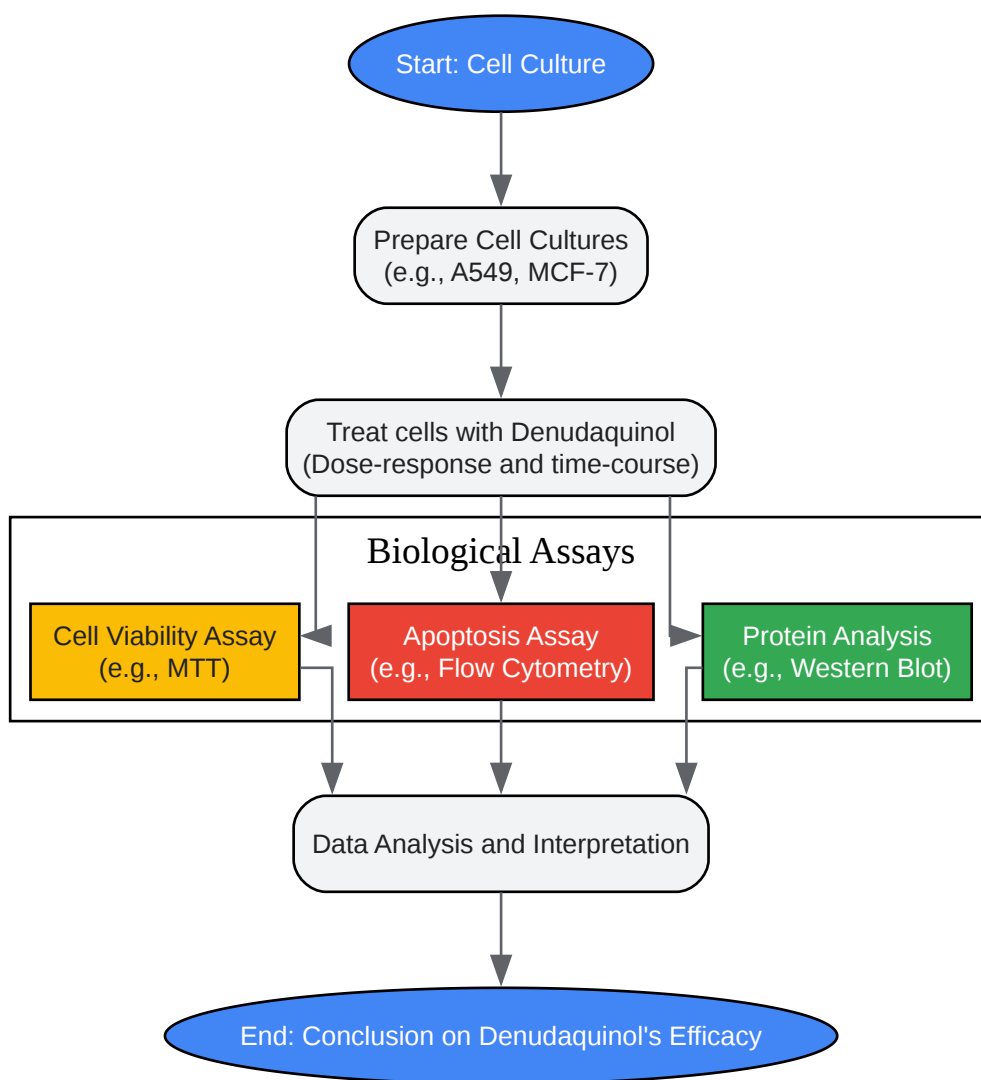 Start: Cell Culture
Prepare Cell Cultures
(e.g., A549, MCF-7)
Treat cells with Denudaquinol
(Dose-response and time-course)
Biological Assays
Cell Viability Assay
(e.g., MTT)
Apoptosis Assay
(e.g., Flow Cytometry)
Protein Analysis
(e.g., Western Blot)
Data Analysis and Interpretation
End: Conclusion on Denudaquinol's Efficacy